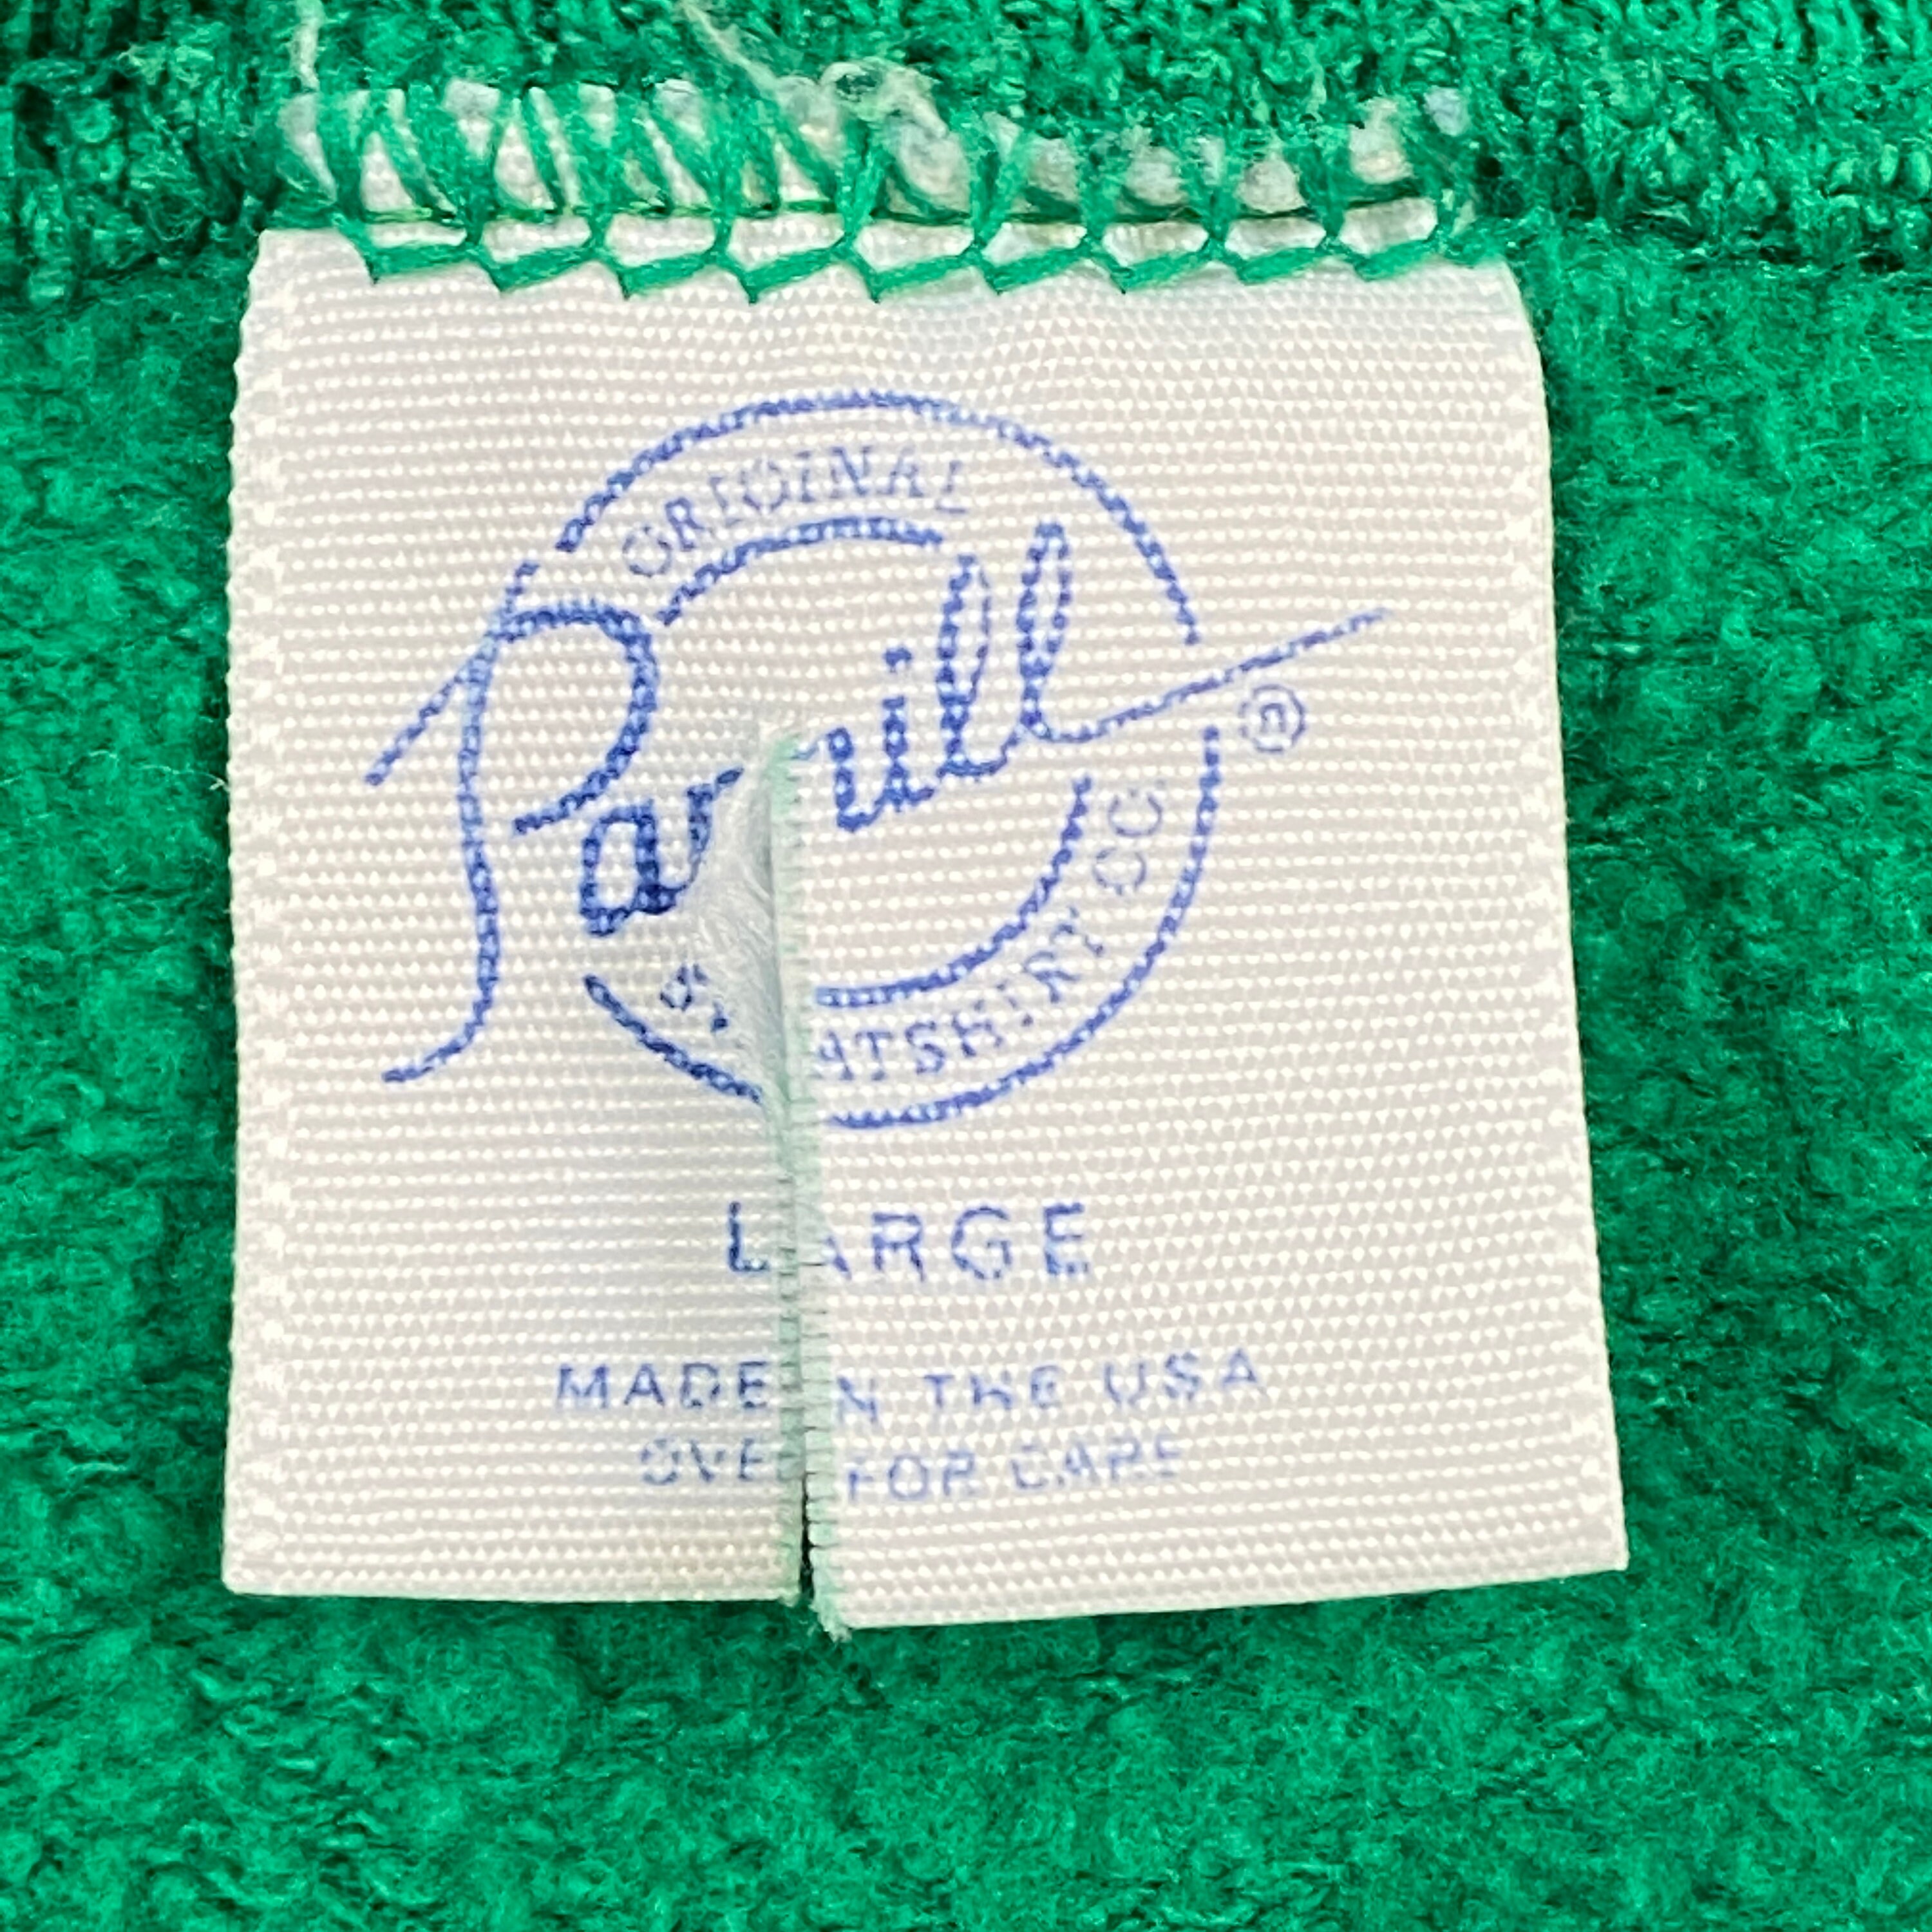 ORIGINAL
Pannill
SWEATSHIRT CO.
®
LARGE
MADE IN THE USA
OVER FOR CARE